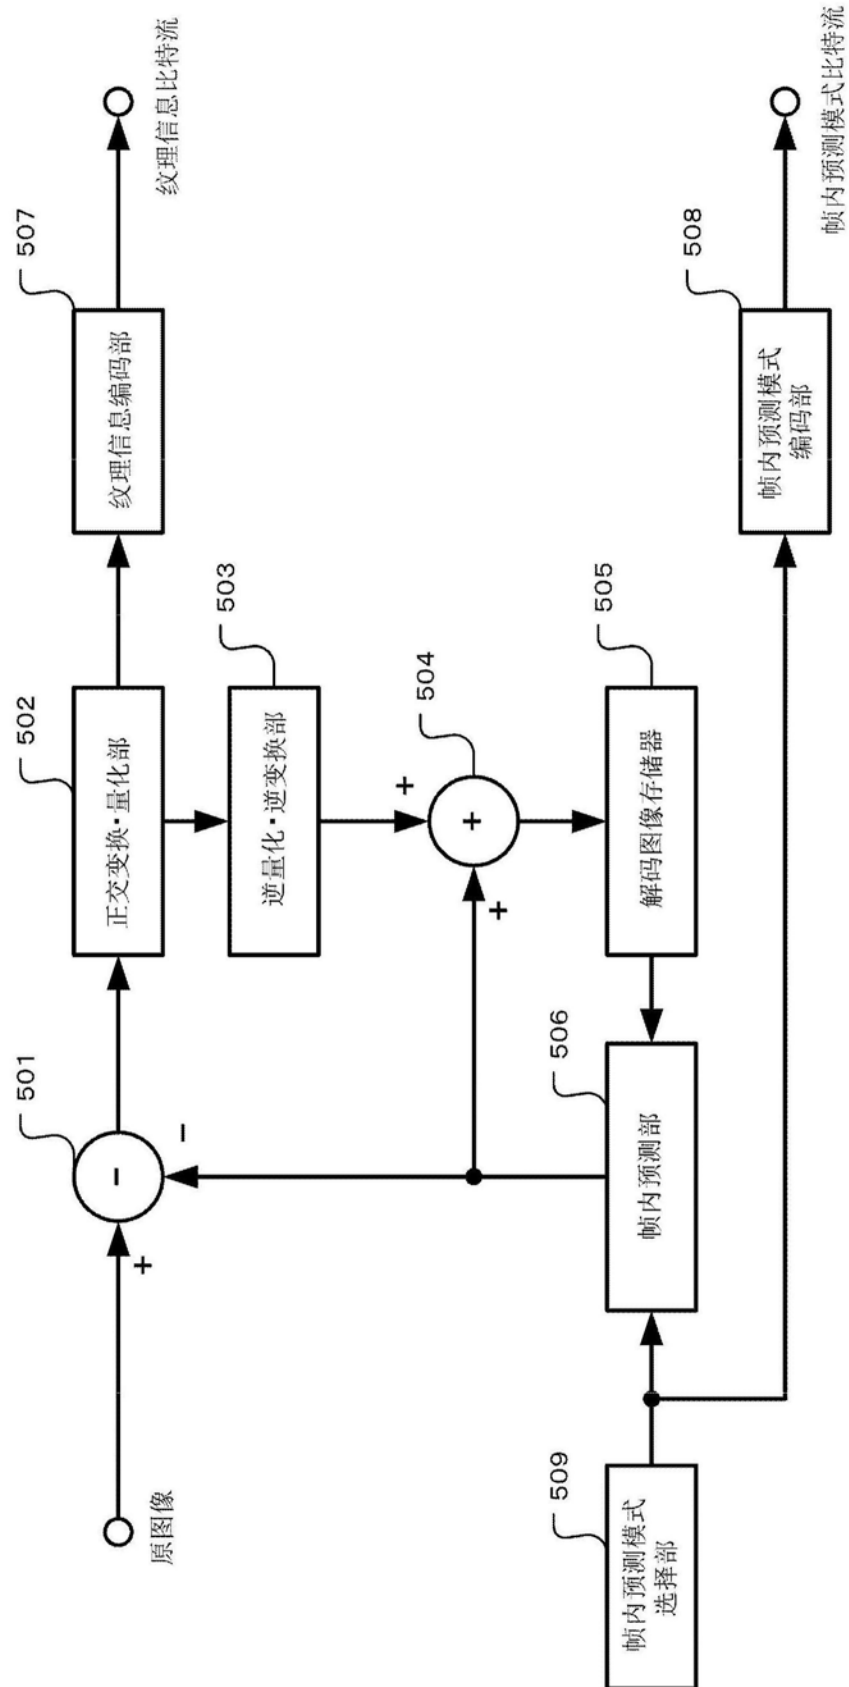 原图像
+
501
-
-
502
正交变换·量化部
507
纹理信息编码部
纹理信息比特流
503
逆量化·逆变换部
504
+
+
+
505
解码图像存储器
506
帧内预测部
509
帧内预测模式
选择部
508
帧内预测模式
编码部
帧内预测模式比特流